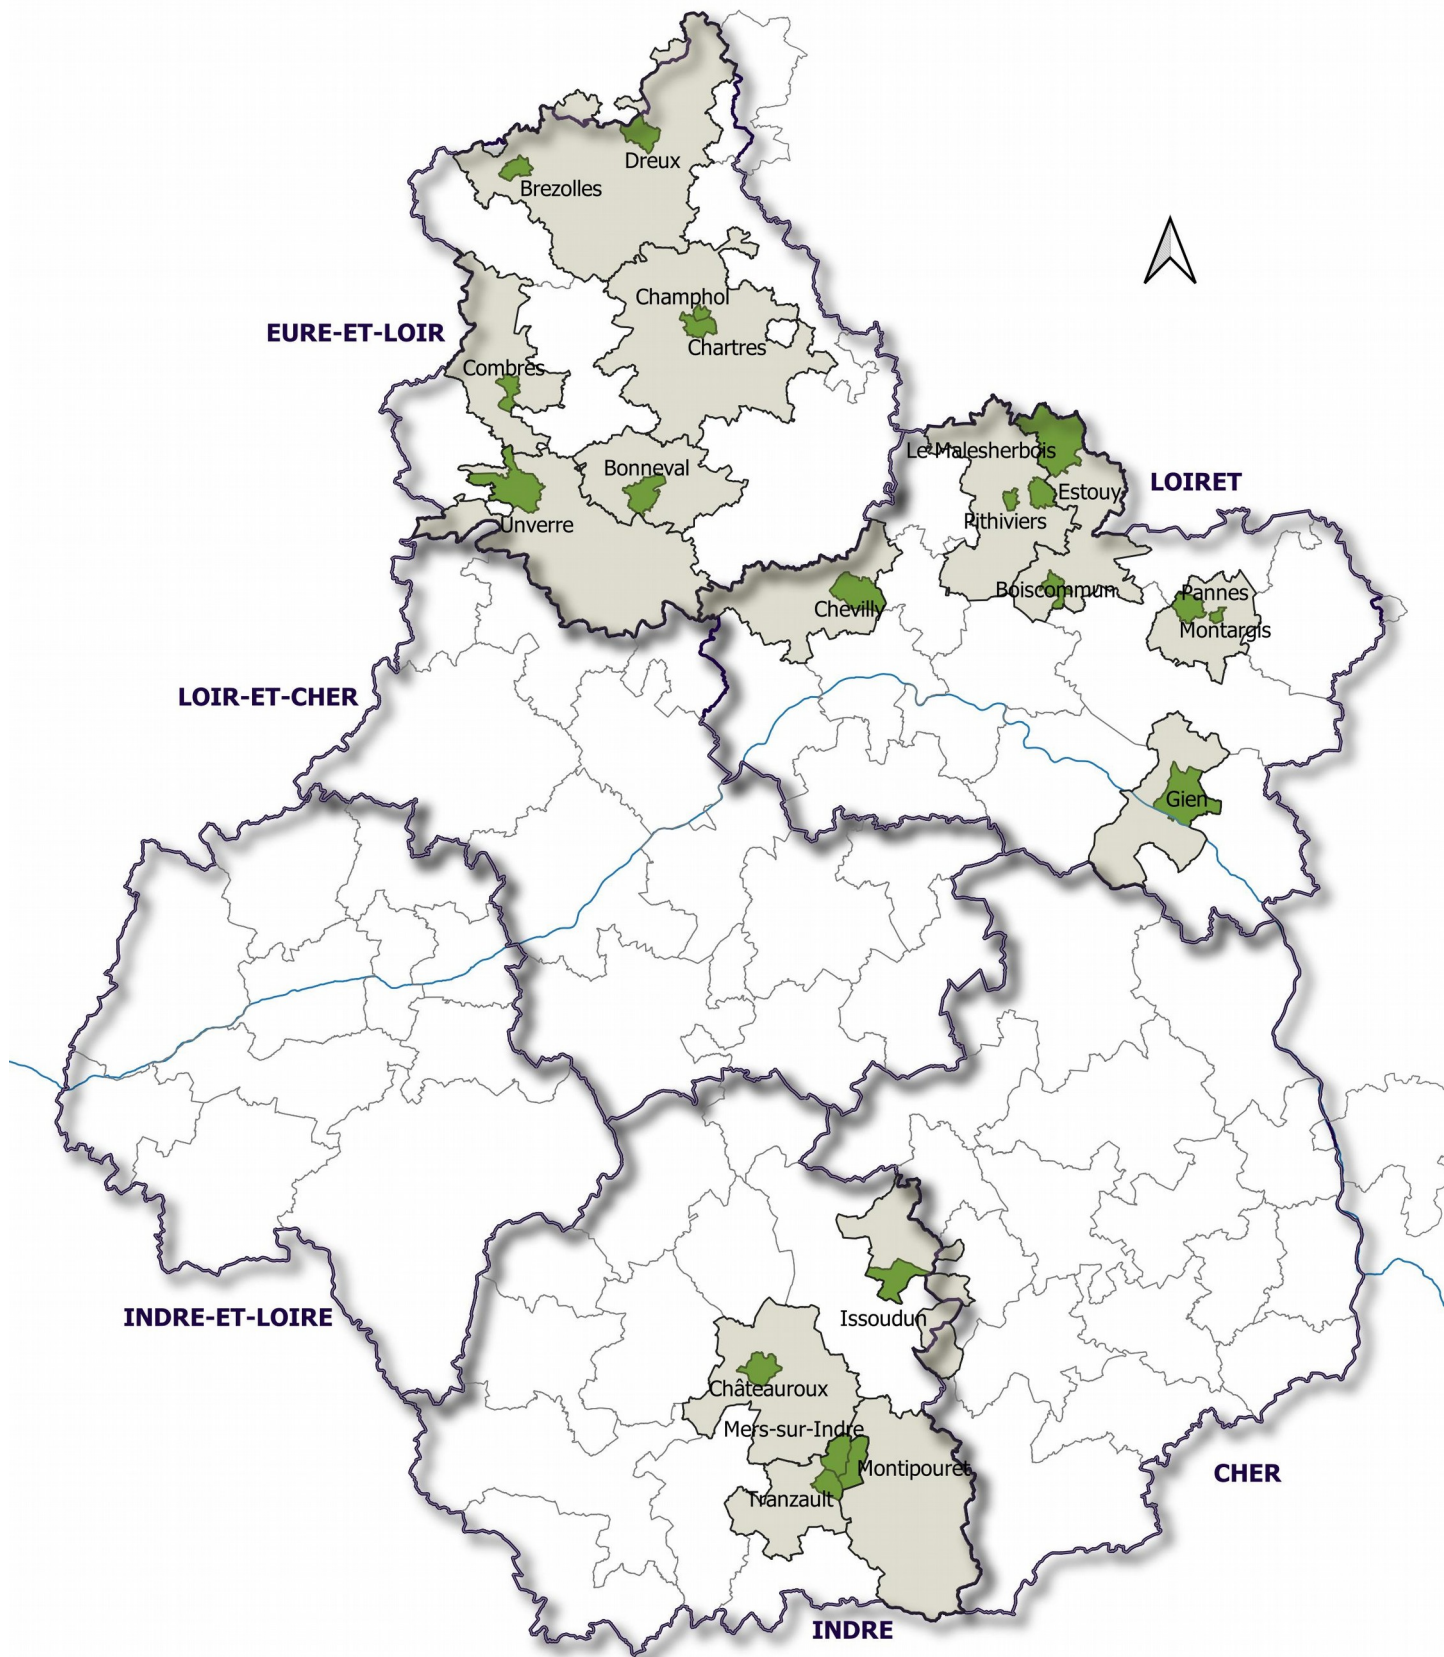 Dreux
Brezolles
Champhol
EURE-ET-LOIR
Chartres
Combres
Le Malesherbois
Bonneval
LOIRET
Estouy
Unverre
Pithiviers
Boiscommun
Pannes
Chevilly
Montargis
LOIR-ET-CHER
Gien
INDRE-ET-LOIRE
Issoudun
Châteauroux
Mers-sur-Indre
Montipouret
CHER
Tranzault
INDRE